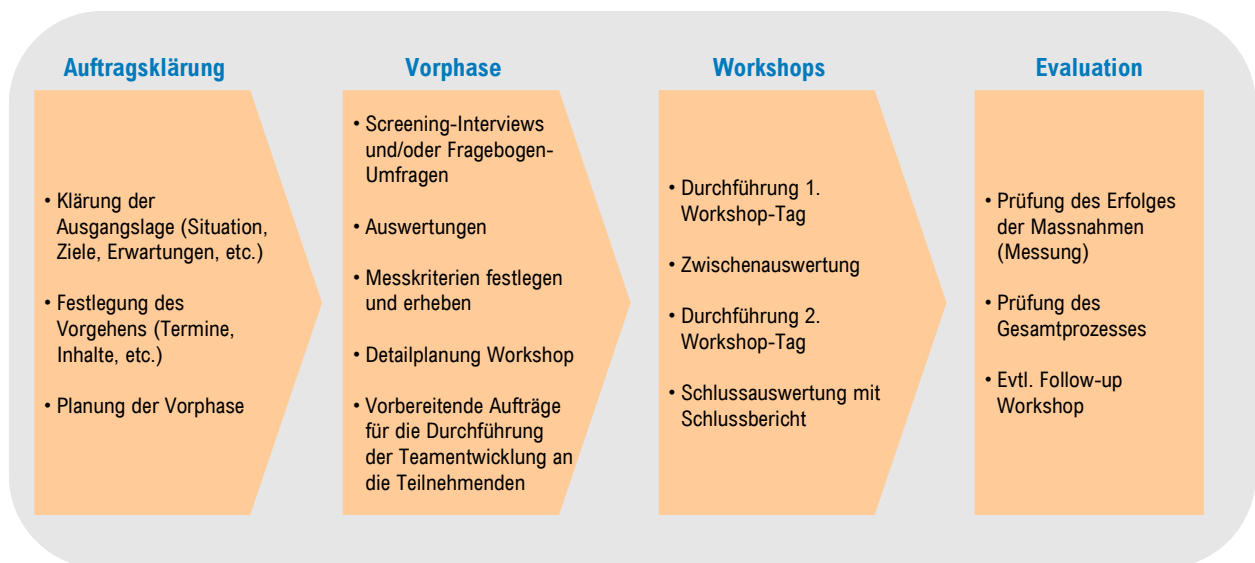 Auftragsklärung
• Klärung der
Ausgangslage (Situation,
Ziele, Erwartungen, etc.)
• Festlegung des
Vorgehens (Termine,
Inhalte, etc.)
• Planung der Vorphase
Vorphase
• Screening-Interviews
und/oder Fragebogen-
Umfragen
• Auswertungen
• Messkriterien festlegen
und erheben
• Detailplanung Workshop
• Vorbereitende Aufträge
für die Durchführung
der Teamentwicklung an
die Teilnehmenden
Workshops
• Durchführung 1.
Workshop-Tag
• Zwischenauswertung
• Durchführung 2.
Workshop-Tag
• Schlussauswertung mit
Schlussbericht
Evaluation
• Prüfung des Erfolges
der Massnahmen
(Messung)
• Prüfung des
Gesamtprozesses
• Evtl. Follow-up
Workshop